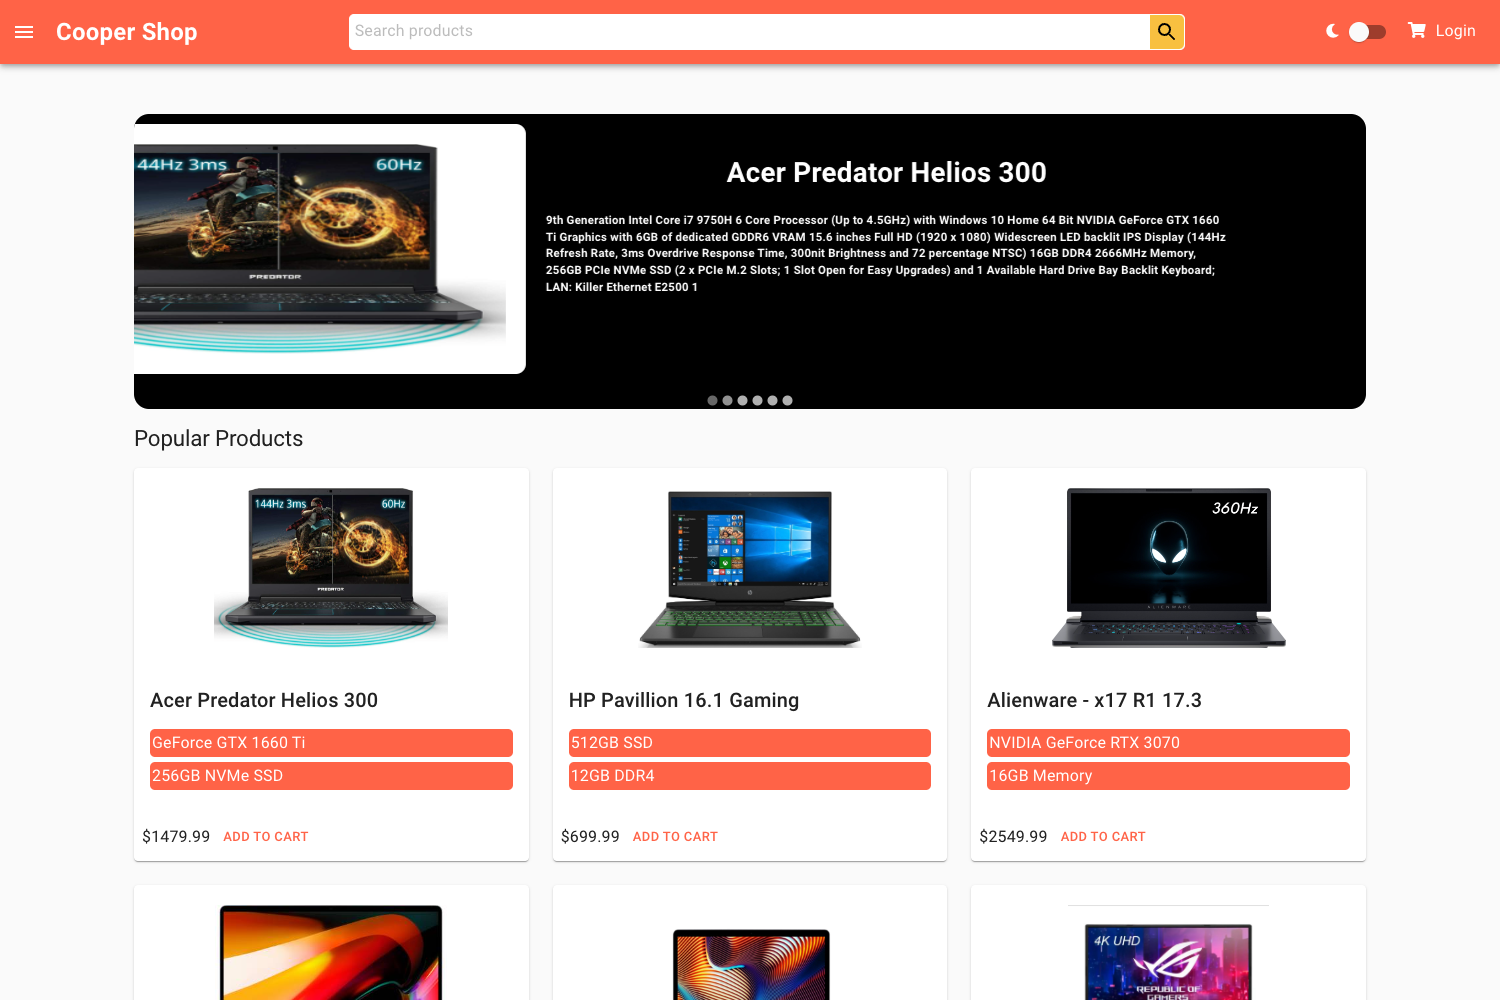 Cooper Shop
Search products
Login
144Hz 3ms
60Hz
PREDATOR
Acer Predator Helios 300
9th Generation Intel Core i7 9750H 6 Core Processor (Up to 4.5GHz) with Windows 10 Home 64 Bit NVIDIA GeForce GTX 1660
Ti Graphics with 6GB of dedicated GDDR6 VRAM 15.6 inches Full HD (1920 x 1080) Widescreen LED backlit IPS Display (144Hz
Refresh Rate, 3ms Overdrive Response Time, 300nit Brightness and 72 percentage NTSC) 16GB DDR4 2666MHz Memory,
256GB PCIe NVMe SSD (2 x PCIe M.2 Slots; 1 Slot Open for Easy Upgrades) and 1 Available Hard Drive Bay Backlit Keyboard;
LAN: Killer Ethernet E2500 1
Popular Products
144Hz 3ms
60Hz
PREDATOR
Acer Predator Helios 300
GeForce GTX 1660 Ti
256GB NVMe SSD
$1479.99 ADD TO CART
HP Pavillion 16.1 Gaming
512GB SSD
12GB DDR4
$699.99 ADD TO CART
360Hz
ALIENWARE
Alienware - x17 R1 17.3
NVIDIA GeForce RTX 3070
16GB Memory
$2549.99 ADD TO CART
4K UHD
REPUBLIC OF
GAMERS